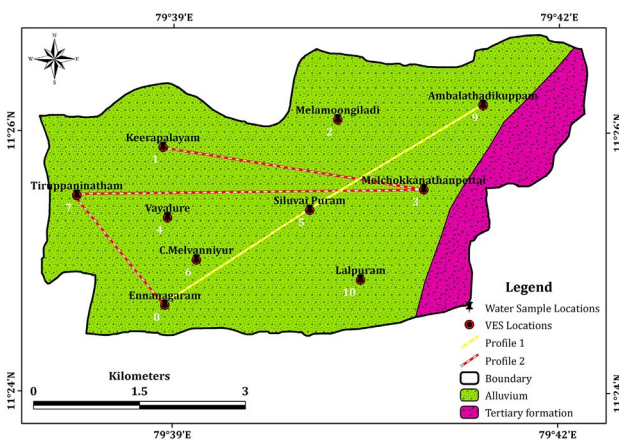 79°39'E
79°42'E
N
W
E
S
11°26'N
11°26'N
Ambalathadikuppam
9
Melamoongiladi
2
Keerapalayam
1
Melchokkanathanpettai
3
Tiruppaninatham
7
Siluvai Puram
5
Vayalure
4
C.Melvanniyur
6
Lalpuram
10
Ennanagaram
8
Legend
Water Sample Locations
VES Locations
Profile 1
Profile 2
Boundary
Alluvium
Tertiary formation
Kilometers
0
1.5
3
11°24'N
11°24'N
79°39'E
79°42'E